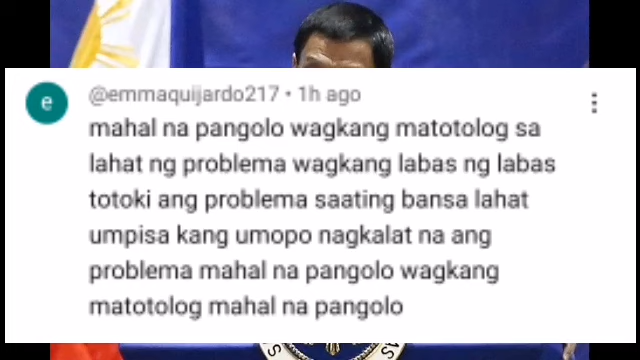 e
@emmaquijardo217 • 1h ago
mahal na pangolo wagkang matotolog sa
lahat ng problema wagkang labas ng labas
totoki ang problema saating bansa lahat
umpisa kang umopo nagkalat na ang
problema mahal na pangolo wagkang
matotolog mahal na pangolo